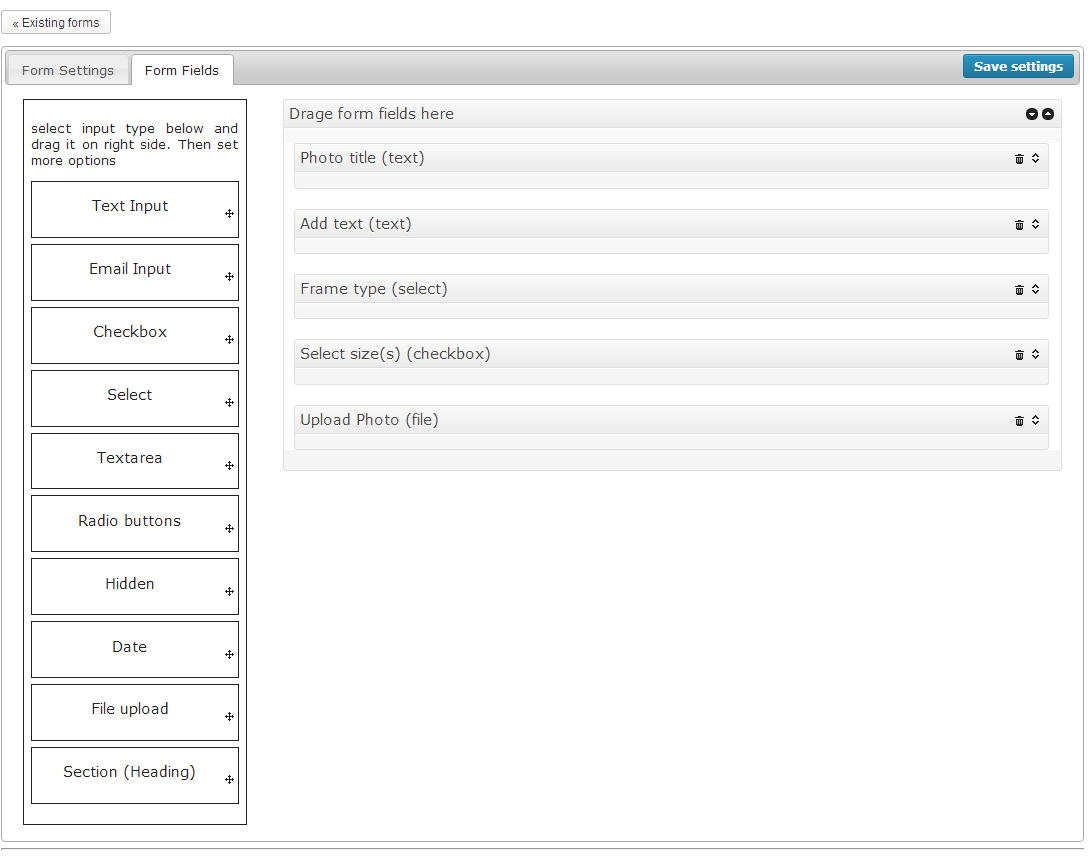 « Existing forms
Form Settings
Form Fields
Save settings
select input type below and
drag it on right side. Then set
more options
Text Input
Email Input
Checkbox
Select
Textarea
Radio buttons
Hidden
Date
File upload
Section (Heading)
Drage form fields here
Photo title (text)
Add text (text)
Frame type (select)
Select size(s) (checkbox)
Upload Photo (file)